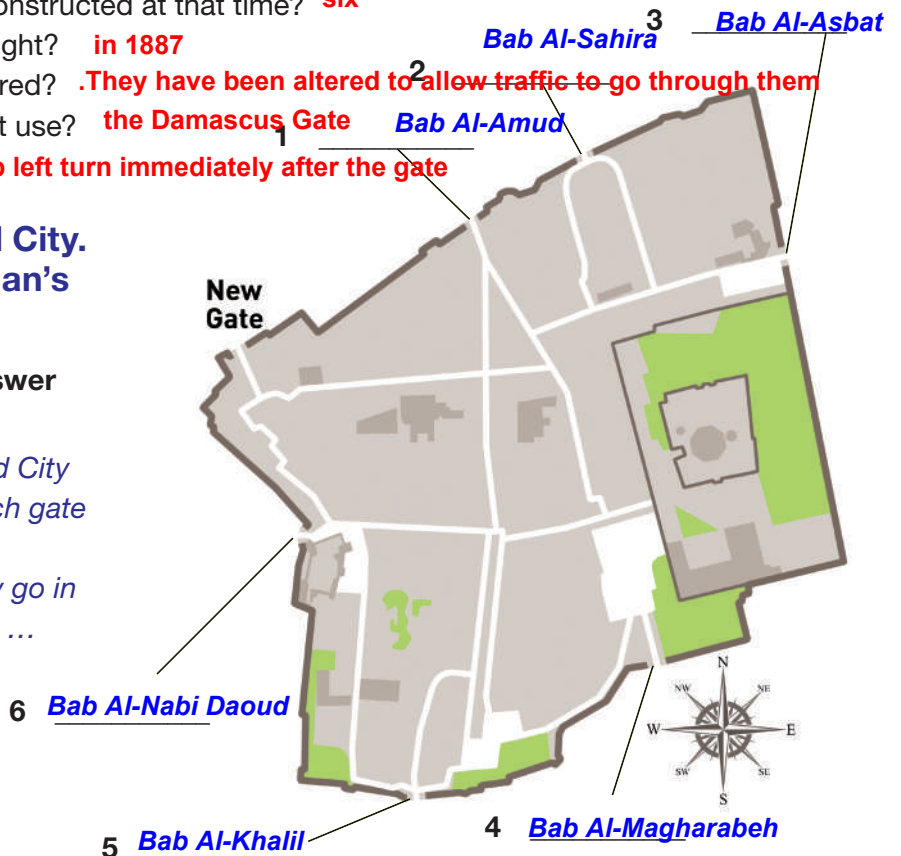 onstructed at that time? six
ght? in 1887
red? .They have been altered to allow traffic to go through them
t use? the Damascus Gate
left turn immediately after the gate
l City.
an's
swer
d City
ch gate
go in
...
3 Bab Al-Asbat
2 Bab Al-Sahira
1 Bab Al-Amud
New
Gate
6 Bab Al-Nabi Daoud
5 Bab Al-Khalil
4 Bab Al-Magharabeh
N
NW NE
W E
SW SE
S